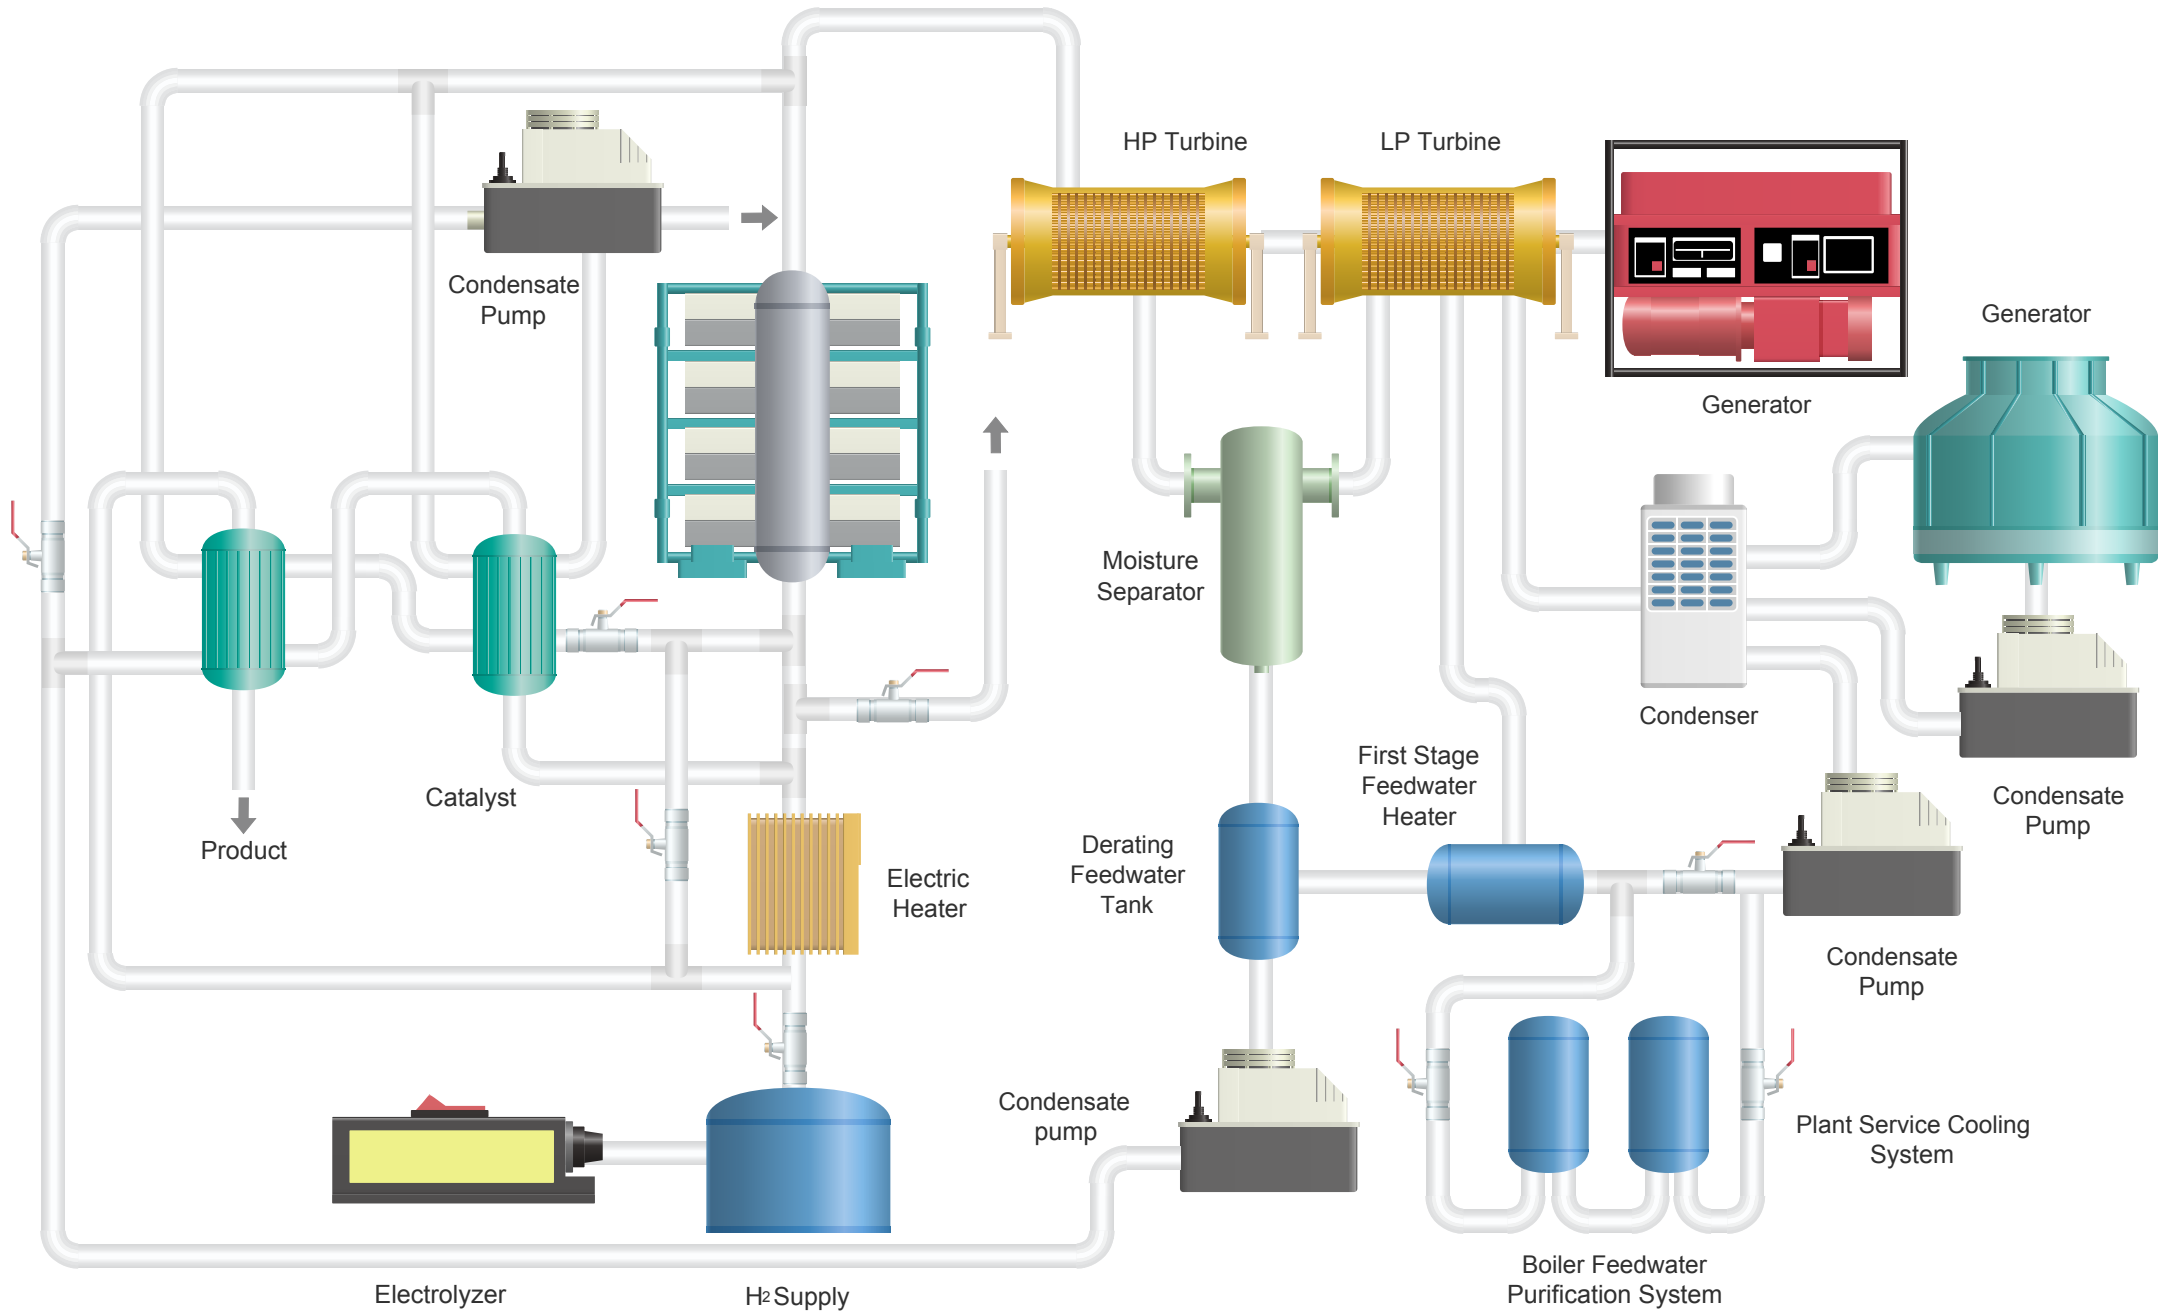 HP Turbine
LP Turbine
Condensate
Pump
Generator
Generator
Moisture
Separator
Condenser
First Stage
Feedwater
Heater
Catalyst
Product
Electric
Heater
Derating
Feedwater
Tank
Condensate
Pump
Condensate
Pump
Condensate
pump
Plant Service Cooling
System
Boiler Feedwater
Purification System
Electrolyzer
H2 Supply